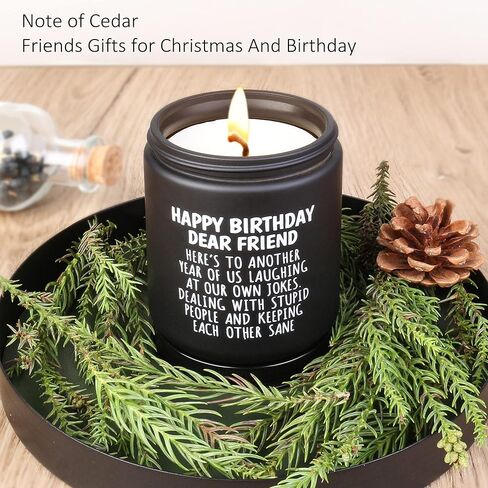 Note of Cedar
Friends Gifts for Christmas And Birthday
HAPPY BIRTHDAY
DEAR FRIEND
HERE'S TO ANOTHER
YEAR OF US LAUGHING
AT OUR OWN JOKES.
DEALING WITH STUPID
PEOPLE AND KEEPING
EACH OTHER SANE